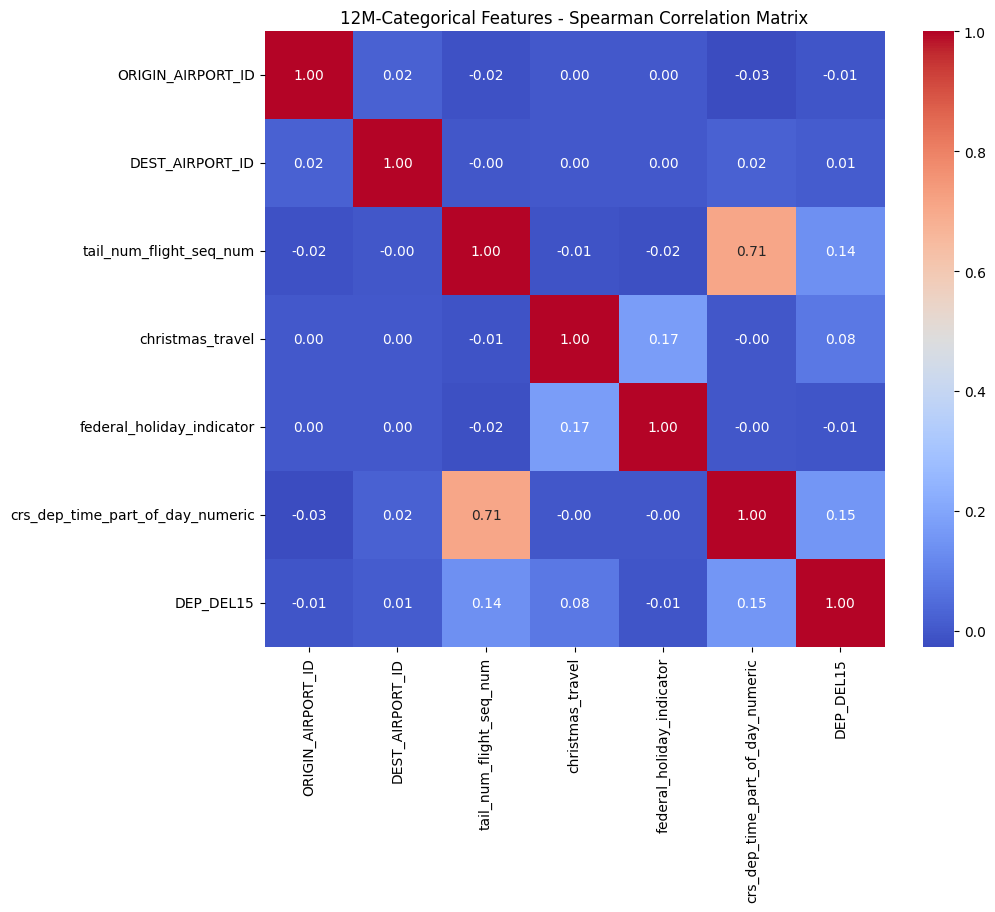 12M-Categorical Features - Spearman Correlation Matrix
ORIGIN_AIRPORT_ID 1.00 0.02 -0.02 0.00 0.00 -0.03 -0.01
DEST_AIRPORT_ID 0.02 1.00 -0.00 0.00 0.00 0.02 0.01
tail_num_flight_seq_num -0.02 -0.00 1.00 -0.01 -0.02 0.71 0.14
christmas_travel 0.00 0.00 -0.01 1.00 0.17 -0.00 0.08
federal_holiday_indicator 0.00 0.00 -0.02 0.17 1.00 -0.00 -0.01
crs_dep_time_part_of_day_numeric -0.03 0.02 0.71 -0.00 -0.00 1.00 0.15
DEP_DEL15 -0.01 0.01 0.14 0.08 -0.01 0.15 1.00
ORIGIN_AIRPORT_ID
DEST_AIRPORT_ID
tail_num_flight_seq_num
christmas_travel
federal_holiday_indicator
crs_dep_time_part_of_day_numeric
DEP_DEL15
1.0
0.8
0.6
0.4
0.2
0.0